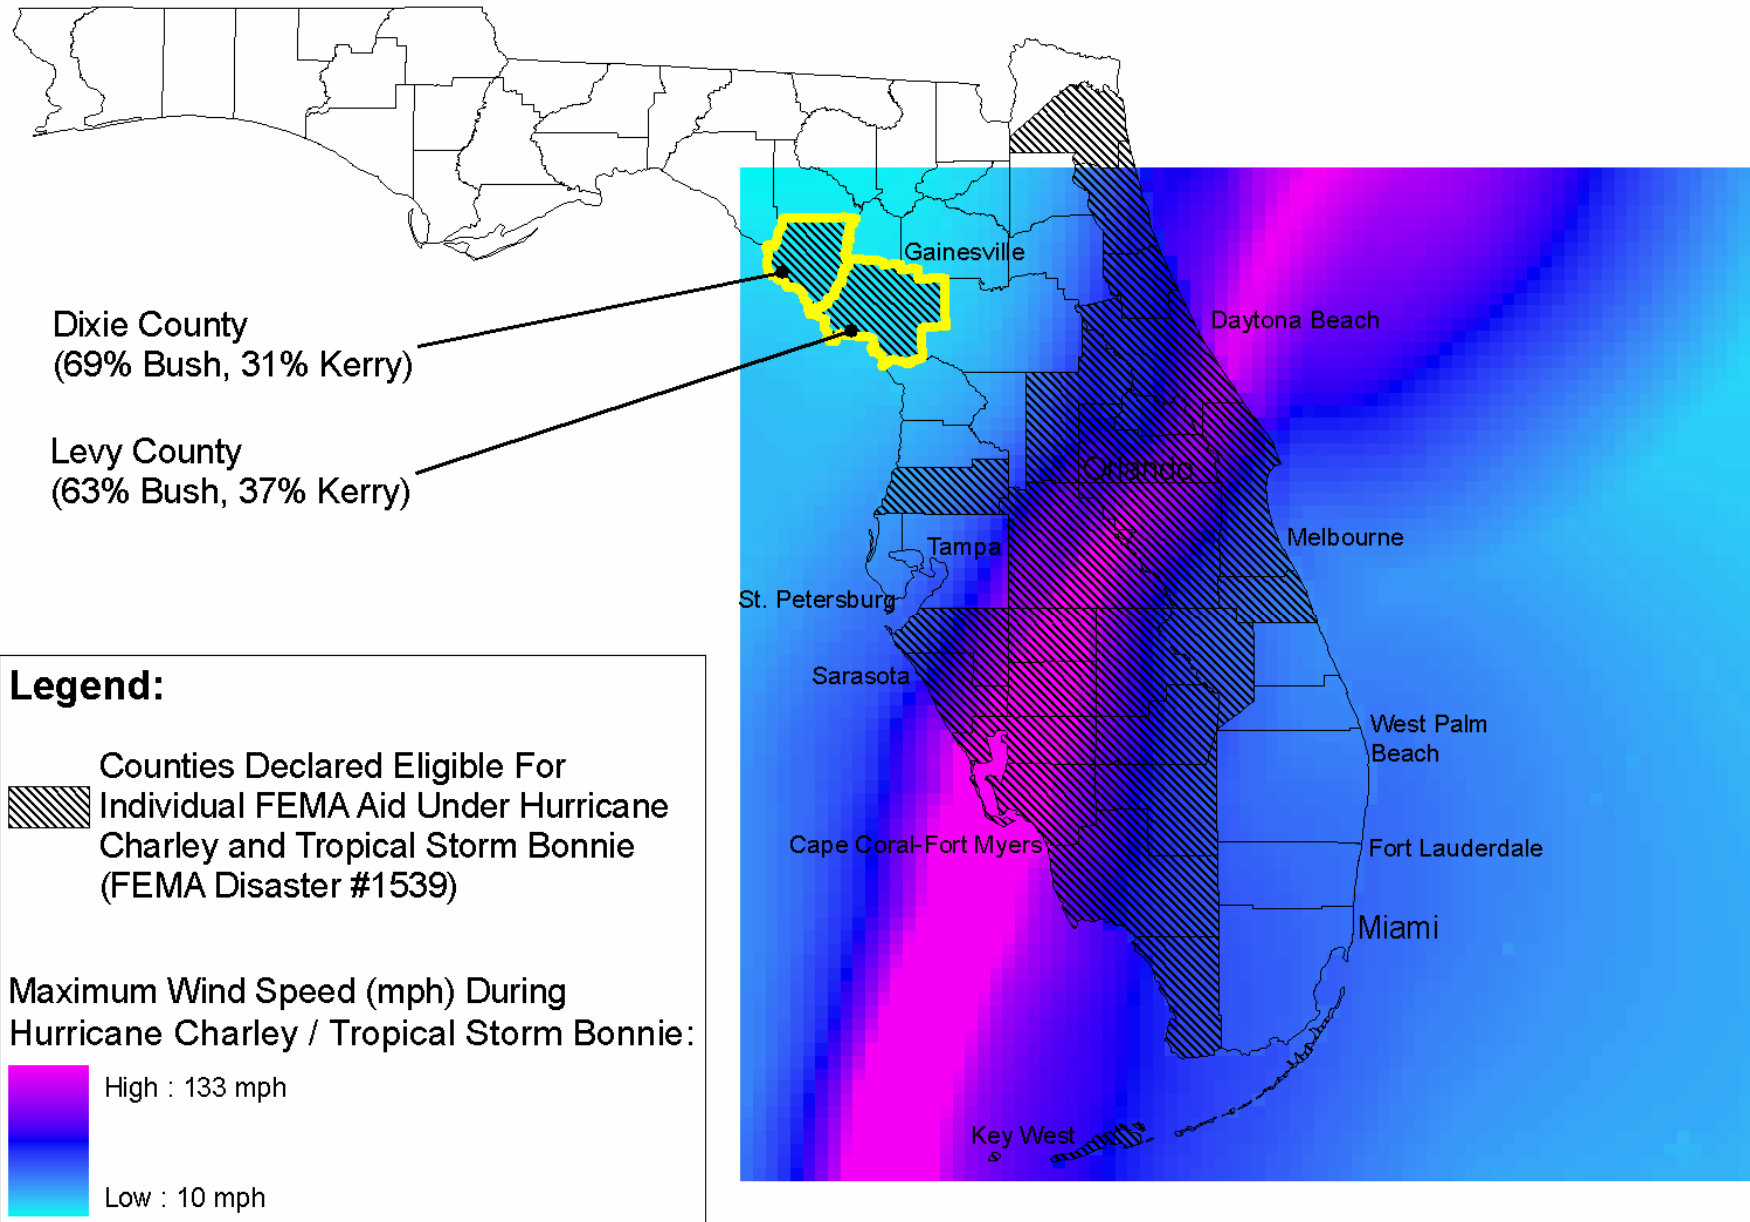 Gainesville
Dixie County
(69% Bush, 31% Kerry)
Daytona Beach
Levy County
(63% Bush, 37% Kerry)
Orlando
Melbourne
Tampa
St. Petersburg
Sarasota
West Palm
Beach
Cape Coral-Fort Myers
Fort Lauderdale
Miami
Key West
Legend:
Counties Declared Eligible For
Individual FEMA Aid Under Hurricane
Charley and Tropical Storm Bonnie
(FEMA Disaster #1539)
Maximum Wind Speed (mph) During
Hurricane Charley / Tropical Storm Bonnie:
High : 133 mph
Low : 10 mph